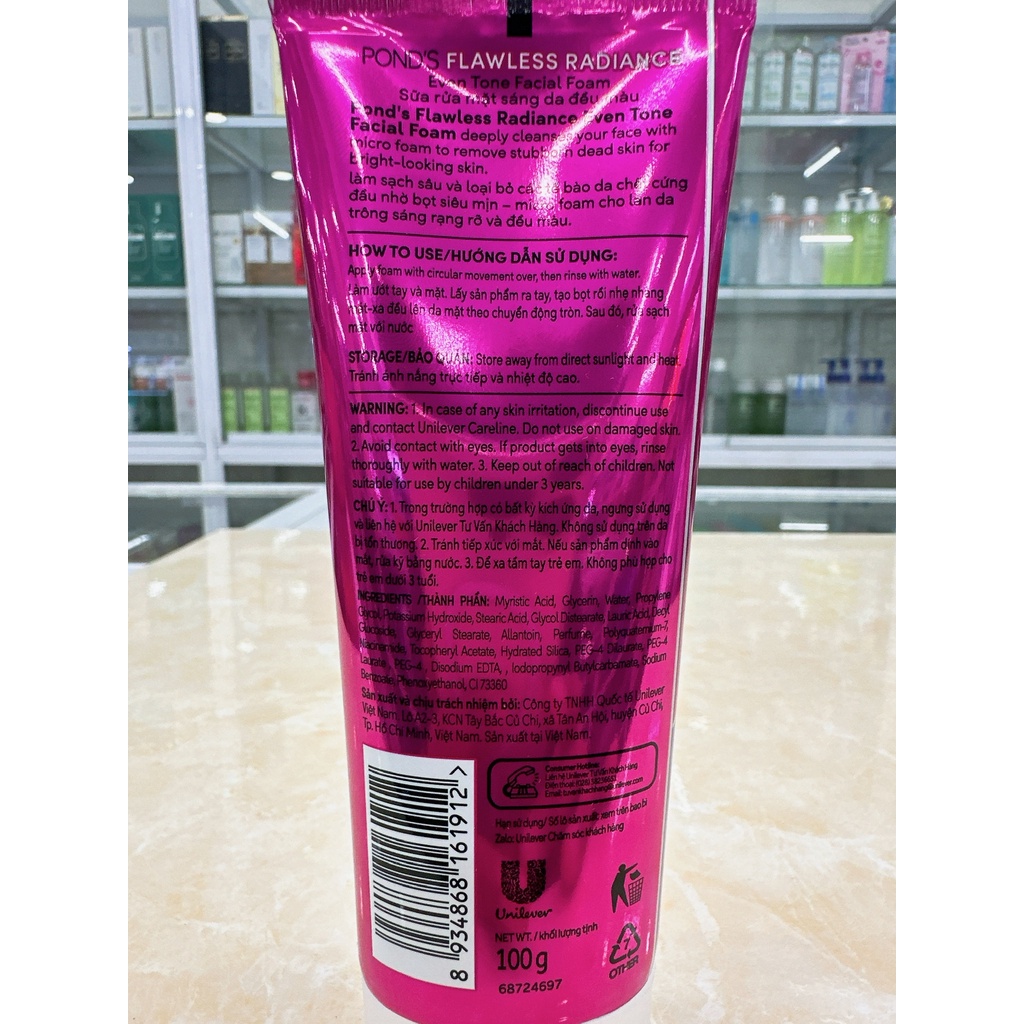 POND'S FLAWLESS RADIANCE
Even Tone Facial Foam
Sữa rửa mặt sáng da đều màu
Pond's Flawless Radiance Even Tone
Facial Foam deeply cleanses your face with
micro foam to remove stubborn dead skin for
bright-looking skin.
làm sạch sâu và loại bỏ các tế bào da chết cứng
đầu nhờ bọt siêu mịn – micro foam cho làn da
trông sáng rạng rỡ và đều màu.
HOW TO USE/HƯỚNG DẪN SỬ DỤNG:
Apply foam with circular movement over, then rinse with water.
Làm ướt tay và mặt. Lấy sản phẩm ra tay, tạo bọt rồi nhẹ nhàng
mát-xa đều lên da mặt theo chuyển động tròn. Sau đó, rửa sạch
mặt với nước
STORAGE/BẢO QUẢN: Store away from direct sunlight and heat.
Tránh ánh nắng trực tiếp và nhiệt độ cao.
WARNING: 1. In case of any skin irritation, discontinue use
and contact Unilever Careline. Do not use on damaged skin.
2. Avoid contact with eyes. If product gets into eyes, rinse
thoroughly with water. 3. Keep out of reach of children. Not
suitable for use by children under 3 years.
CHÚ Ý: 1. Trong trường hợp có bất kỳ kích ứng da, ngưng sử dụng
và liên hệ với Unilever Tư Vấn Khách Hàng. Không sử dụng trên da
bị tổn thương. 2. Tránh tiếp xúc với mắt. Nếu sản phẩm dính vào
mắt, rửa kỹ bằng nước. 3. Để xa tầm tay trẻ em. Không phù hợp cho
trẻ em dưới 3 tuổi.
INGREDIENTS /THÀNH PHẦN: Myristic Acid, Glycerin, Water, Propylene
Glycol, Potassium Hydroxide, Stearic Acid, Glycol Distearate, Lauric Acid, Decyl
Glucoside, Glyceryl Stearate, Allantoin, Perfume, Polyquaternium-7,
Niacinamide, Tocopheryl Acetate, Hydrated Silica, PEG-4 Dilaurate, PEG-4
Laurate , PEG-4 , Disodium EDTA, , Iodopropynyl Butylcarbamate, Sodium
Benzoate, Phenoxyethanol, CI 73360
Sản xuất và chịu trách nhiệm bởi: Công ty TNHH Quốc tế Unilever
Việt Nam. Lô A2-3, KCN Tây Bắc Củ Chi, xã Tân An Hội, huyện Củ Chi,
Tp. Hồ Chí Minh, Việt Nam. Sản xuất tại Việt Nam.
Consumer Hotline:
Liên hệ Unilever Tư Vấn Khách Hàng
Điện thoại: (028) 38236651
Email: tuvankhachhang@unilever.com
Hạn sử dụng/ Số lô sản xuất: xem trên bao bì
Zalo: Unilever Chăm sóc khách hàng
8 934868 161912 >
Unilever
NET WT. / khối lượng tịnh
100 g
68724697
7
OTHER